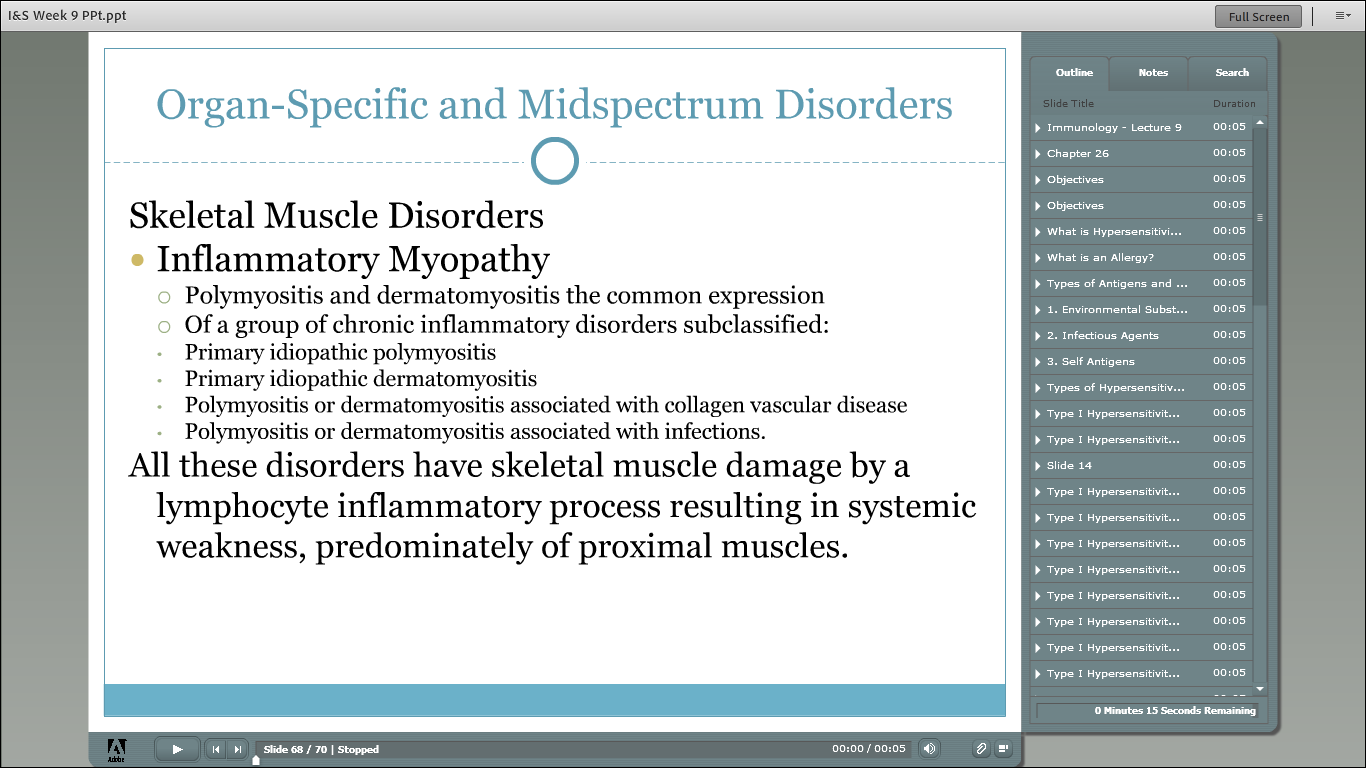 I&S Week 9 PPt.ppt
Full Screen
Organ-Specific and Midspectrum Disorders
Skeletal Muscle Disorders
Inflammatory Myopathy
Polymyositis and dermatomyositis the common expression
Of a group of chronic inflammatory disorders subclassified:
Primary idiopathic polymyositis
Primary idiopathic dermatomyositis
Polymyositis or dermatomyositis associated with collagen vascular disease
Polymyositis or dermatomyositis associated with infections.
All these disorders have skeletal muscle damage by a
lymphocyte inflammatory process resulting in systemic
weakness, predominately of proximal muscles.
Outline Notes Search
Slide Title Duration
Immunology - Lecture 9 00:05
Chapter 26 00:05
Objectives 00:05
Objectives 00:05
What is Hypersensitivi... 00:05
What is an Allergy? 00:05
Types of Antigens and ... 00:05
1. Environmental Subst... 00:05
2. Infectious Agents 00:05
3. Self Antigens 00:05
Types of Hypersensitiv... 00:05
Type I Hypersensitivit... 00:05
Type I Hypersensitivit... 00:05
Slide 14 00:05
Type I Hypersensitivit... 00:05
Type I Hypersensitivit... 00:05
Type I Hypersensitivit... 00:05
Type I Hypersensitivit... 00:05
Type I Hypersensitivit... 00:05
Type I Hypersensitivit... 00:05
Type I Hypersensitivit... 00:05
Type I Hypersensitivit... 00:05
0 Minutes 15 Seconds Remaining
Adobe
Slide 68 / 70 | Stopped
00:00 / 00:05